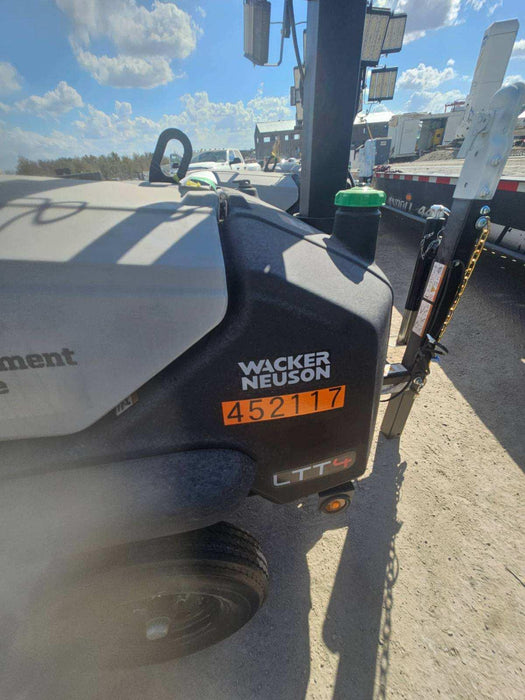 ment
e
WACKER
NEUSON
452117
LTT4